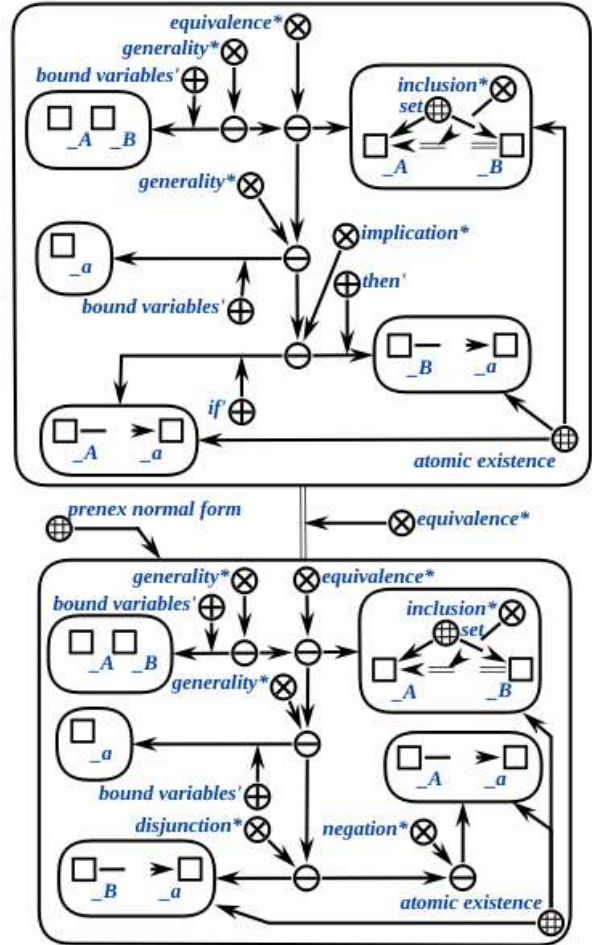 equivalence*
generality*
bound variables'
inclusion*
set
_A _B
_A
_B
generality*
implication*
_a
then'
bound variables'
_B _a
if'
_A _a
atomic existence
prenex normal form
equivalence*
generality*
equivalence*
bound variables'
inclusion*
set
_A _B
generality*
_A
_B
_a
_A _a
bound variables'
disjunction*
negation*
_B _a
atomic existence